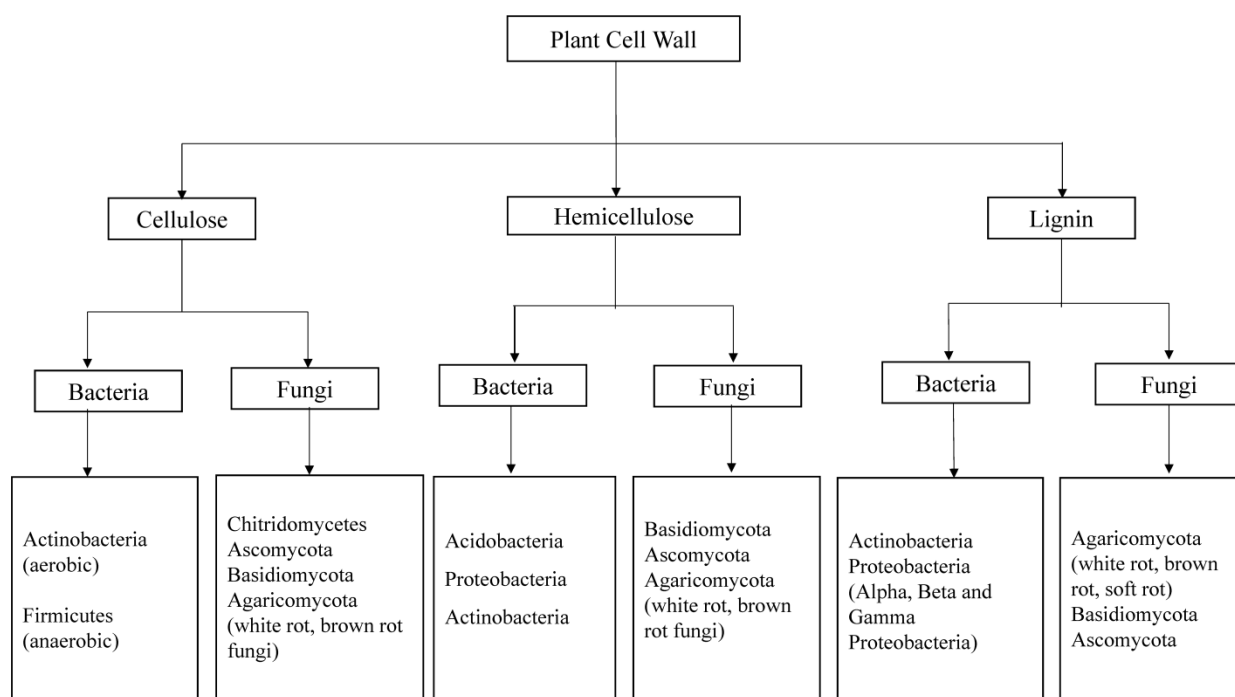 Plant Cell Wall
Cellulose
Hemicellulose
Lignin
Bacteria
Fungi
Bacteria
Fungi
Bacteria
Fungi
Actinobacteria
(aerobic)
Firmicutes
(anaerobic)
Chitridomycetes
Ascomycota
Basidiomycota
Agaricomycota
(white rot, brown rot
fungi)
Acidobacteria
Proteobacteria
Actinobacteria
Basidiomycota
Ascomycota
Agaricomycota
(white rot, brown
rot fungi)
Actinobacteria
Proteobacteria
(Alpha, Beta and
Gamma
Proteobacteria)
Agaricomycota
(white rot, brown
rot, soft rot)
Basidiomycota
Ascomycota